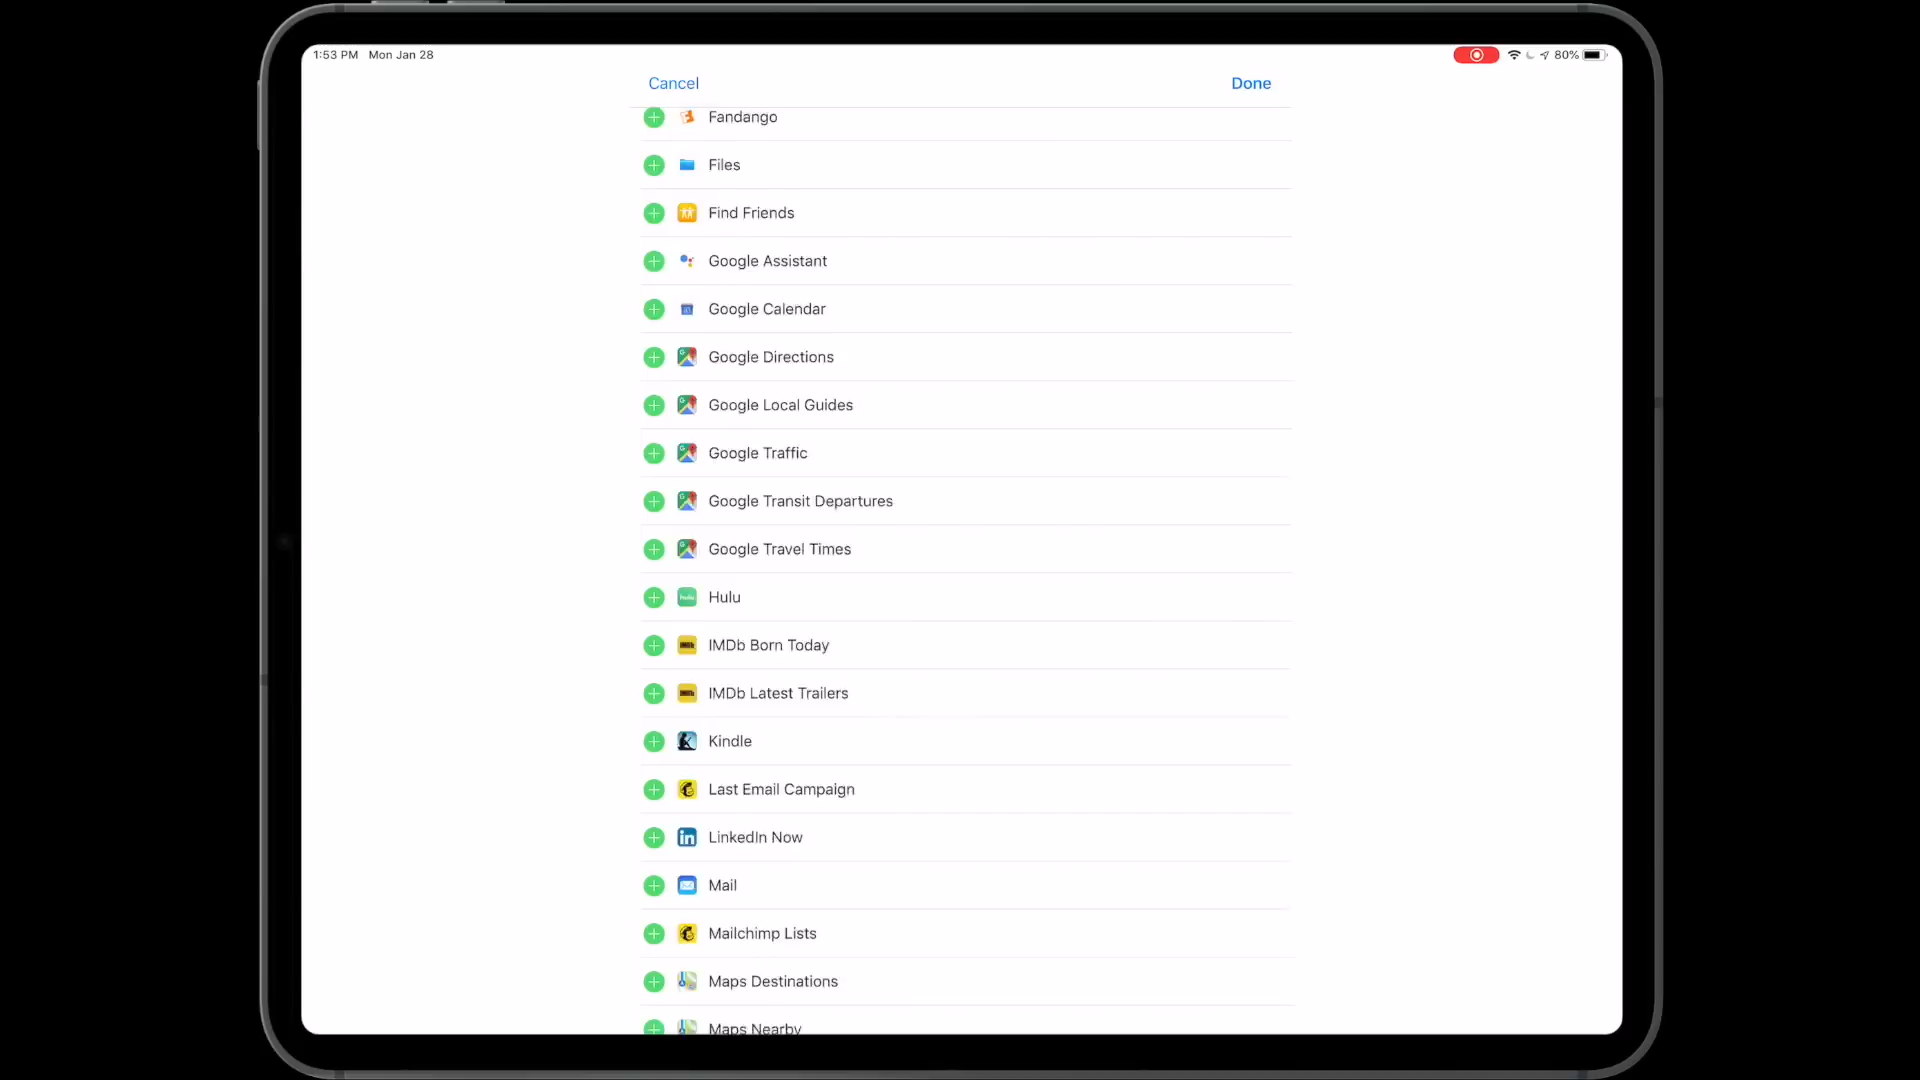 1:53 PM Mon Jan 28
80%
Cancel
Done
Fandango
Files
Find Friends
Google Assistant
Google Calendar
Google Directions
Google Local Guides
Google Traffic
Google Transit Departures
Google Travel Times
hulu Hulu
IMDb Born Today
IMDb Latest Trailers
Kindle
Last Email Campaign
in LinkedIn Now
Mail
Mailchimp Lists
Maps Destinations
Maps Nearby